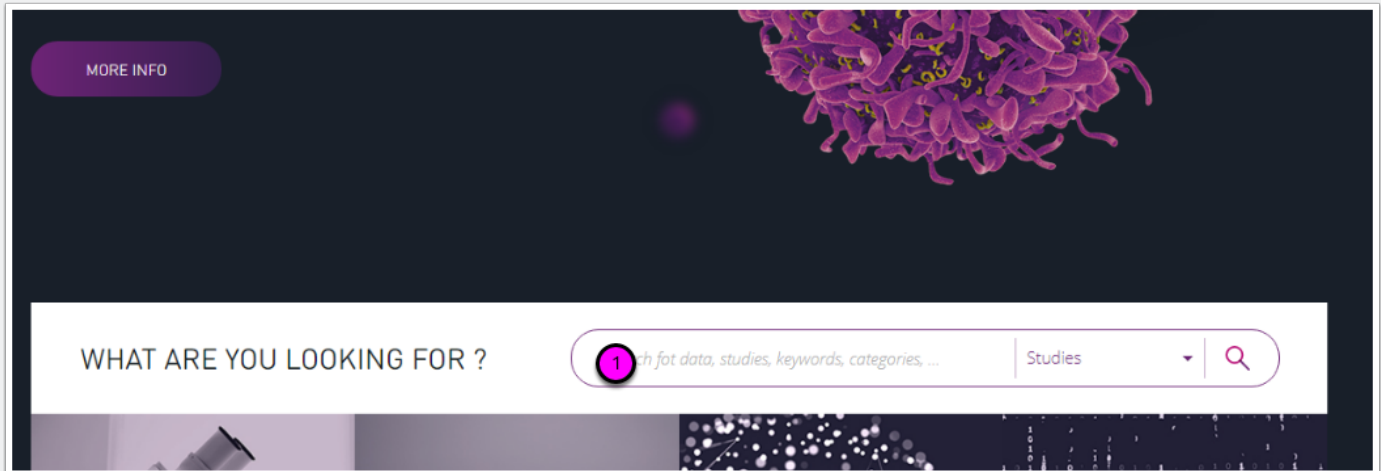 MORE INFO
WHAT ARE YOU LOOKING FOR ?
1
ch fot data, studies, keywords, categories, ...
Studies